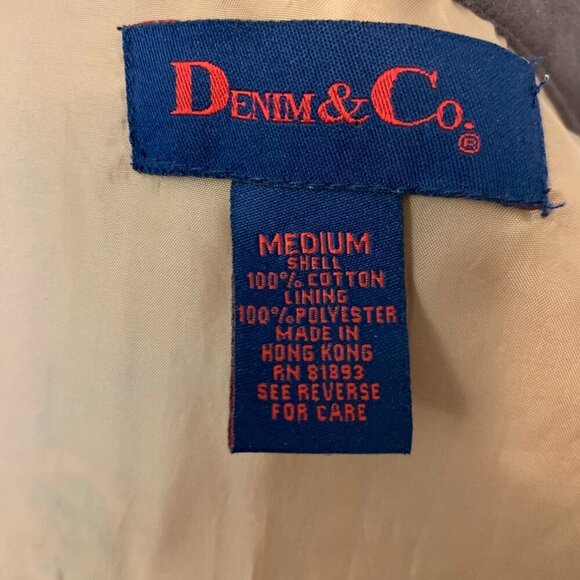 DENIM & CO.®
MEDIUM
SHELL
100% COTTON
LINING
100% POLYESTER
MADE IN
HONG KONG
RN 81893
SEE REVERSE
FOR CARE